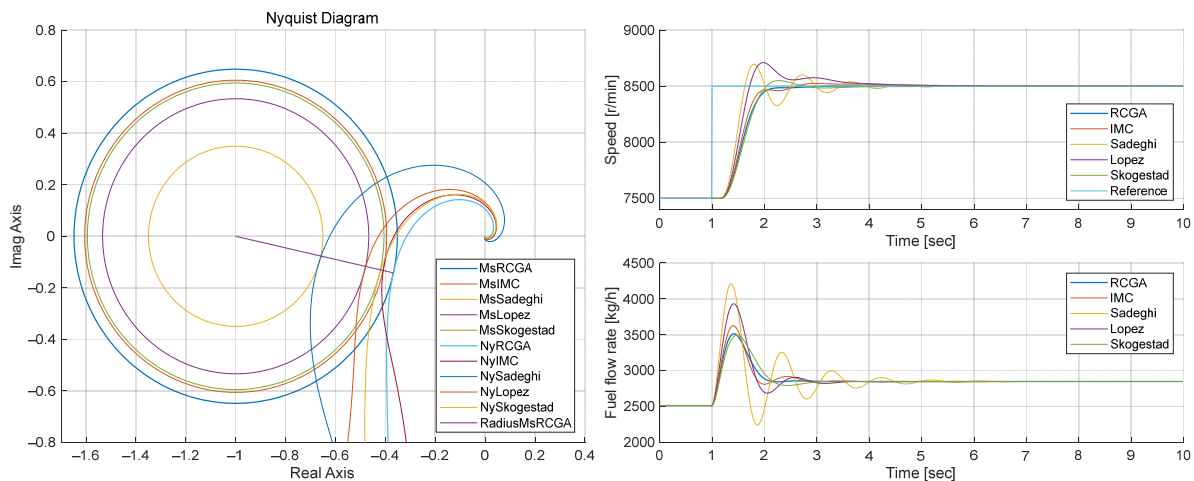 Nyquist Diagram
Imag Axis
0.8
0.6
0.4
0.2
0
–0.2
–0.4
–0.6
–0.8
–1.6 –1.4 –1.2 –1 –0.8 –0.6 –0.4 –0.2 0 0.2 0.4
Real Axis
MsRCGA
MsIMC
MsSadeghi
MsLopez
MsSkogestad
NyRCGA
NyIMC
NySadeghi
NyLopez
NySkogestad
RadiusMsRCGA
Speed [r/min]
9000
8500
8000
7500
RCGA
IMC
Sadeghi
Lopez
Skogestad
Reference
0 1 2 3 4 5 6 7 8 9 10
Time [sec]
Fuel flow rate [kg/h]
4500
4000
3500
3000
2500
2000
RCGA
IMC
Sadeghi
Lopez
Skogestad
0 1 2 3 4 5 6 7 8 9 10
Time [sec]